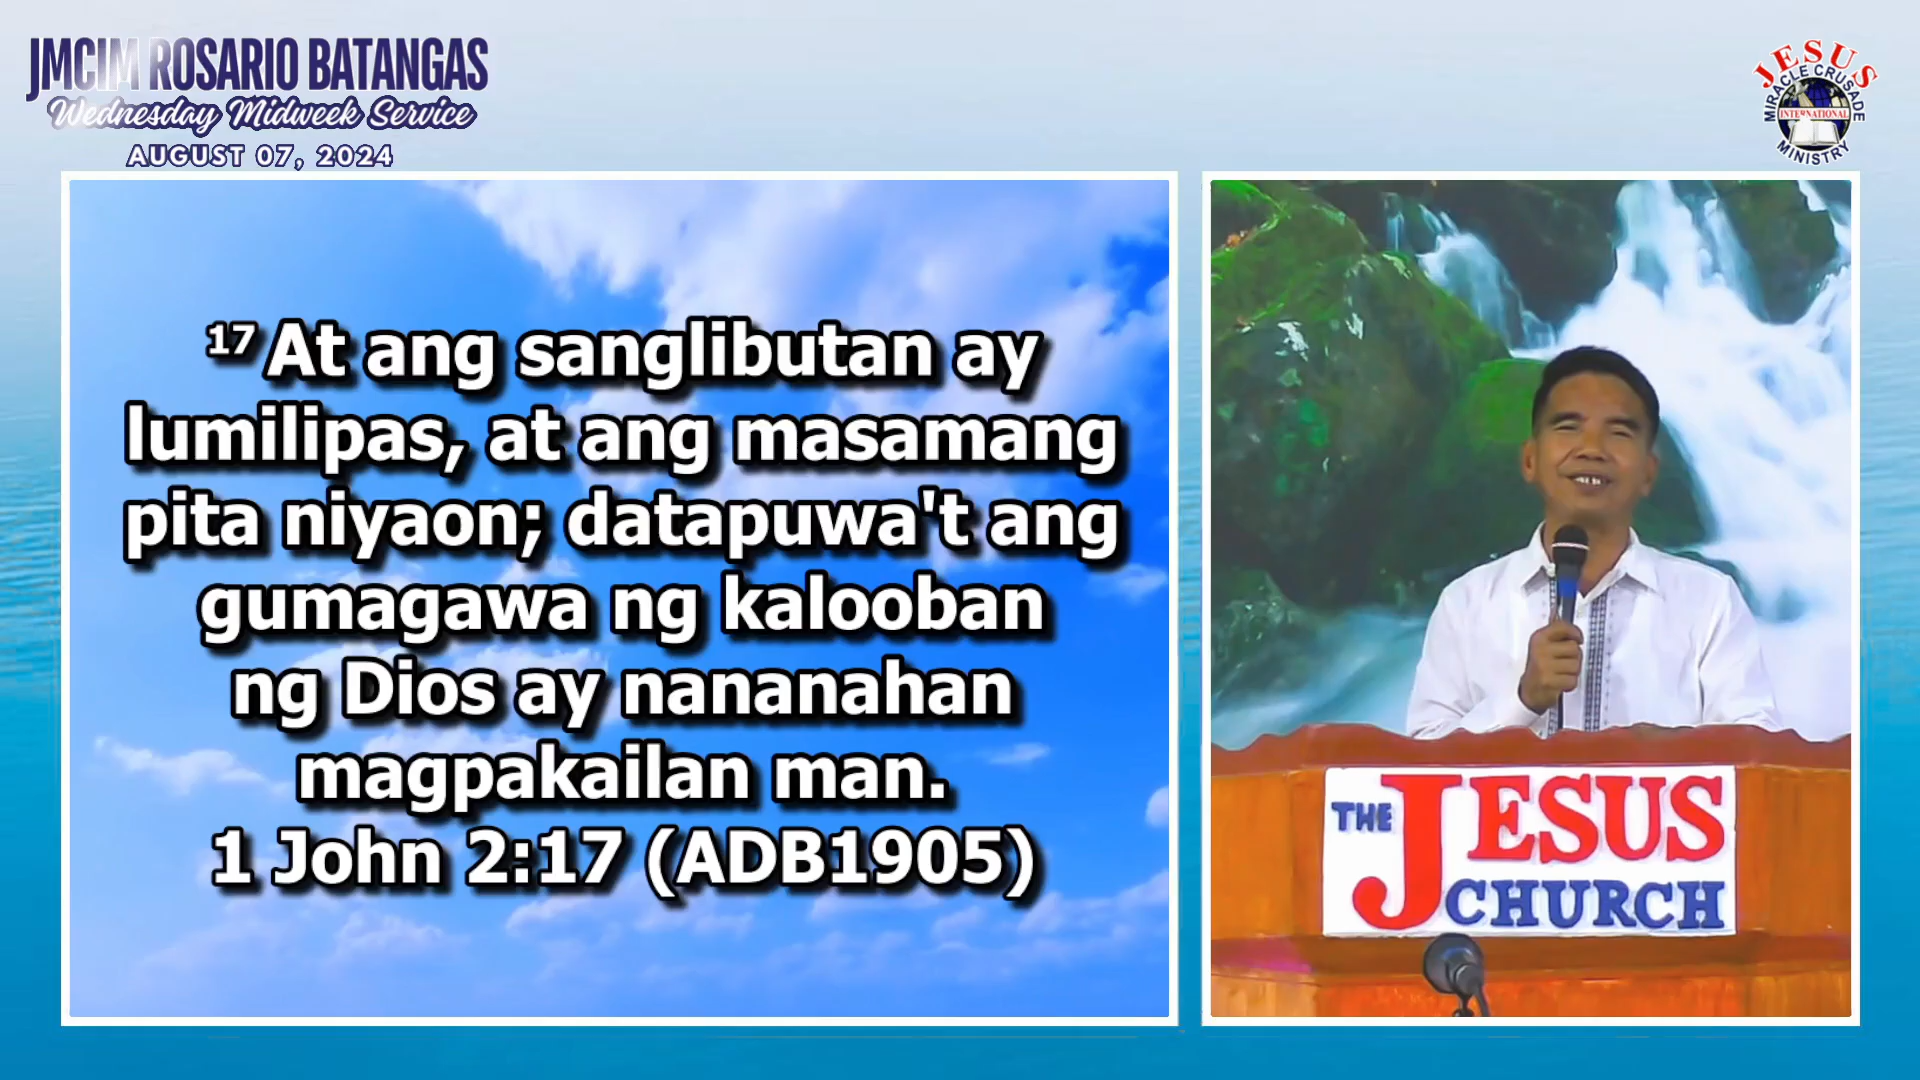 JMCIM ROSARIO BATANGAS
Wednesday Midweek Service
AUGUST 07, 2024
JESUS
MIRACLE CRUSADE
INTERNATIONAL
MINISTRY
17 At ang sanglibutan ay
lumilipas, at ang masamang
pita niyaon; datapuwa't ang
gumagawa ng kalooban
ng Dios ay nananahan
magpakailan man.
1 John 2:17 (ADB1905)
THE JESUS
CHURCH